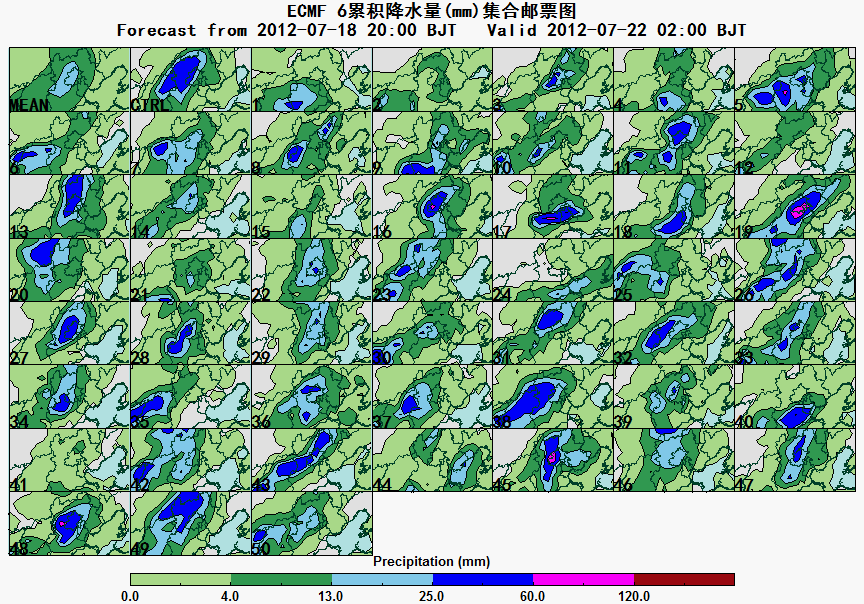 ECMF 6累积降水量(mm)集合邮票图
Forecast from 2012-07-18 20:00 BJT   Valid 2012-07-22 02:00 BJT
MEAN CTRL 1 2 3 4 5
6 7 8 9 10 11 12
13 14 15 16 17 18 19
20 21 22 23 24 25 26
27 28 29 30 31 32 33
34 35 36 37 38 39 40
41 42 43 44 45 46 47
48 49 50
Precipitation (mm)
0.0 4.0 13.0 25.0 60.0 120.0